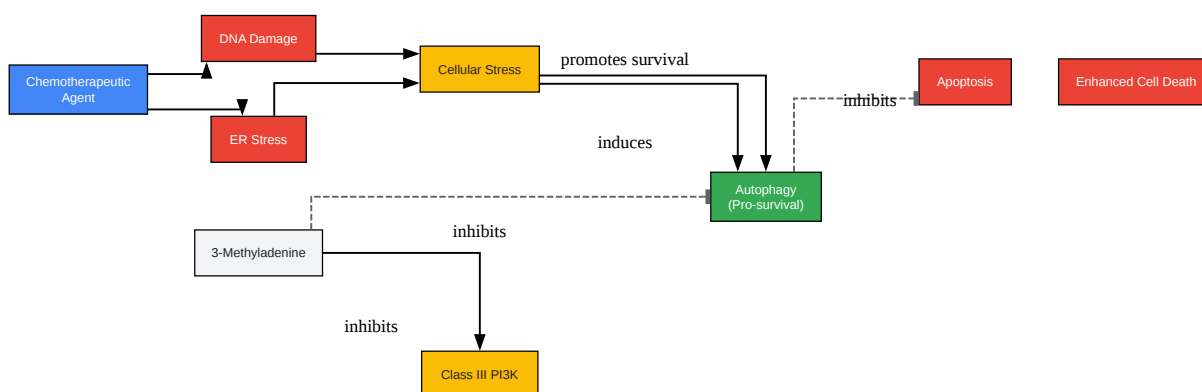 DNA Damage
Chemotherapeutic
Agent
Cellular Stress
promotes survival
Apoptosis
Enhanced Cell Death
inhibits
ER Stress
induces
Autophagy
(Pro-survival)
3-Methyladenine
inhibits
inhibits
Class III PI3K